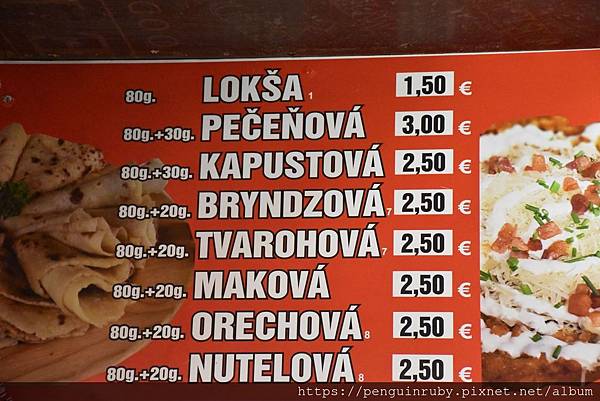 80g. LOKŠA 1 1,50 €
80g.+30g. PEČEŇOVÁ 3,00 €
80g.+30g. KAPUSTOVÁ 2,50 €
80g.+20g. BRYNDZOVÁ 7 2,50 €
80g.+20g. TVAROHOVÁ 7 2,50 €
80g.+20g. MAKOVÁ 2,50 €
80g.+20g. ORECHOVÁ 8 2,50 €
80g.+20g. NUTELOVÁ 8 2,50 €
https://penguinruby.pixnet.net/album